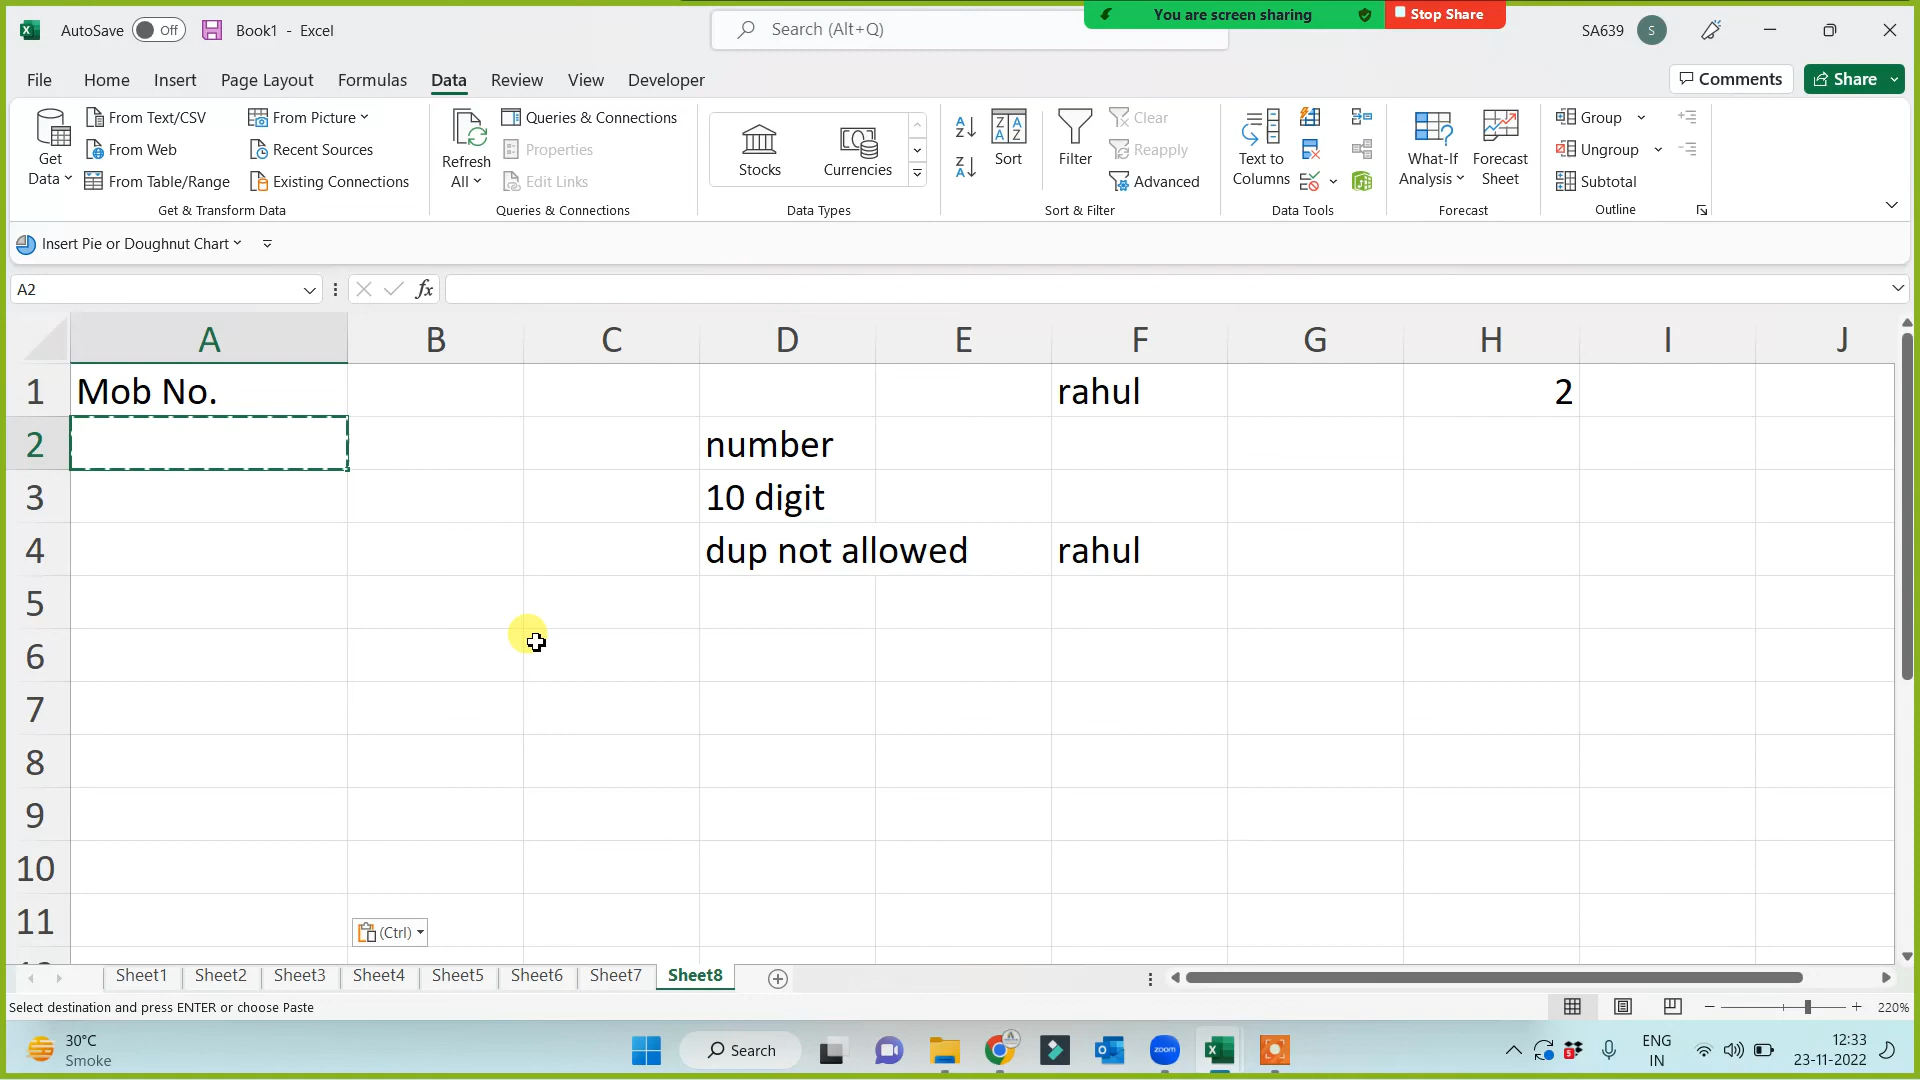 You are screen sharing
Stop Share
AutoSave Off Book1 - Excel
Search (Alt+Q)
SA639 S
File Home Insert Page Layout Formulas Data Review View Developer
Comments Share
Get Data
From Text/CSV
From Web
From Table/Range
From Picture
Recent Sources
Existing Connections
Get & Transform Data
Refresh All
Queries & Connections
Properties
Edit Links
Queries & Connections
Stocks
Currencies
Data Types
Sort
Filter
Clear
Reapply
Advanced
Sort & Filter
Text to Columns
Data Tools
What-If Analysis
Forecast Sheet
Forecast
Group
Ungroup
Subtotal
Outline
Insert Pie or Doughnut Chart
A2
fx
A B C D E F G H I J
1 Mob No. rahul 2
2 number
3 10 digit
4 dup not allowed rahul
5
6
7
8
9
10
11
(Ctrl)
Sheet1 Sheet2 Sheet3 Sheet4 Sheet5 Sheet6 Sheet7 Sheet8
Select destination and press ENTER or choose Paste
220%
30°C
Smoke
Search
zoom
ENG
IN
12:33
23-11-2022